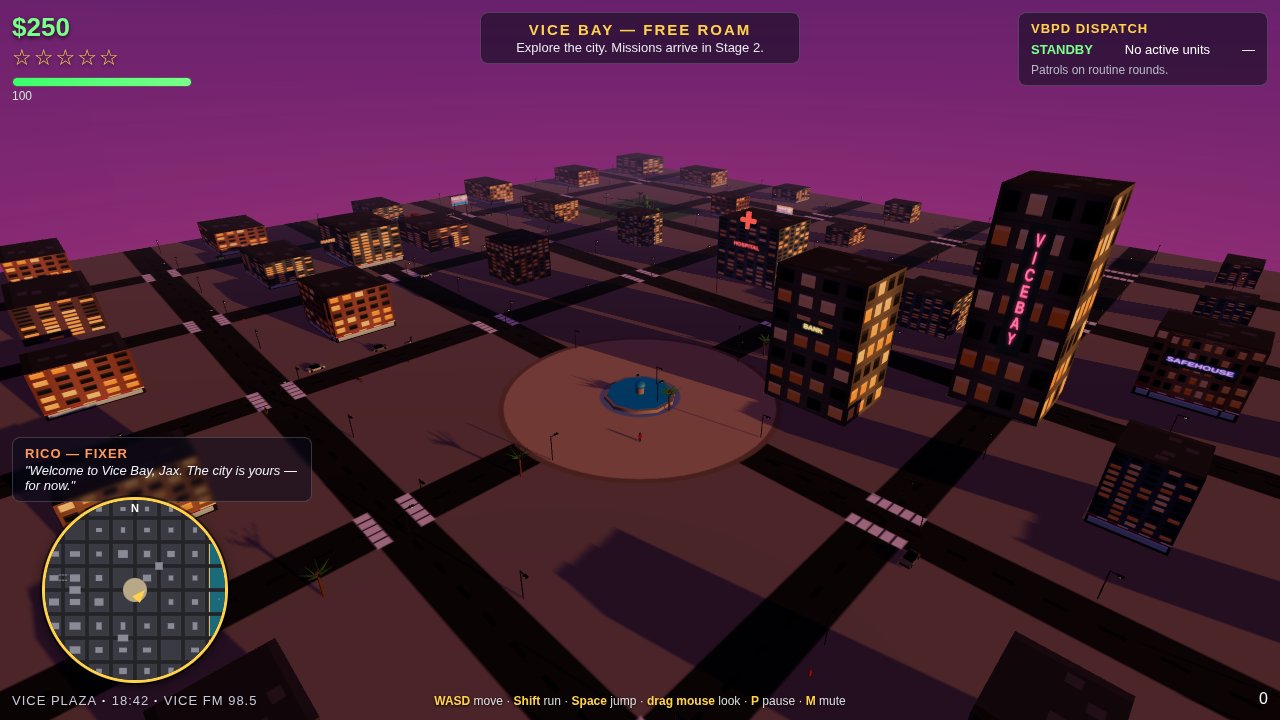 $250
☆☆☆☆☆
100
VICE BAY — FREE ROAM
Explore the city. Missions arrive in Stage 2.
VBPD DISPATCH
STANDBY No active units —
Patrols on routine rounds.
HOSPITAL
VICEBAY
BANK
SAFEHOUSE
RICO — FIXER
"Welcome to Vice Bay, Jax. The city is yours —
for now."
N
VICE PLAZA • 18:42 • VICE FM 98.5
WASD move · Shift run · Space jump · drag mouse look · P pause · M mute
0